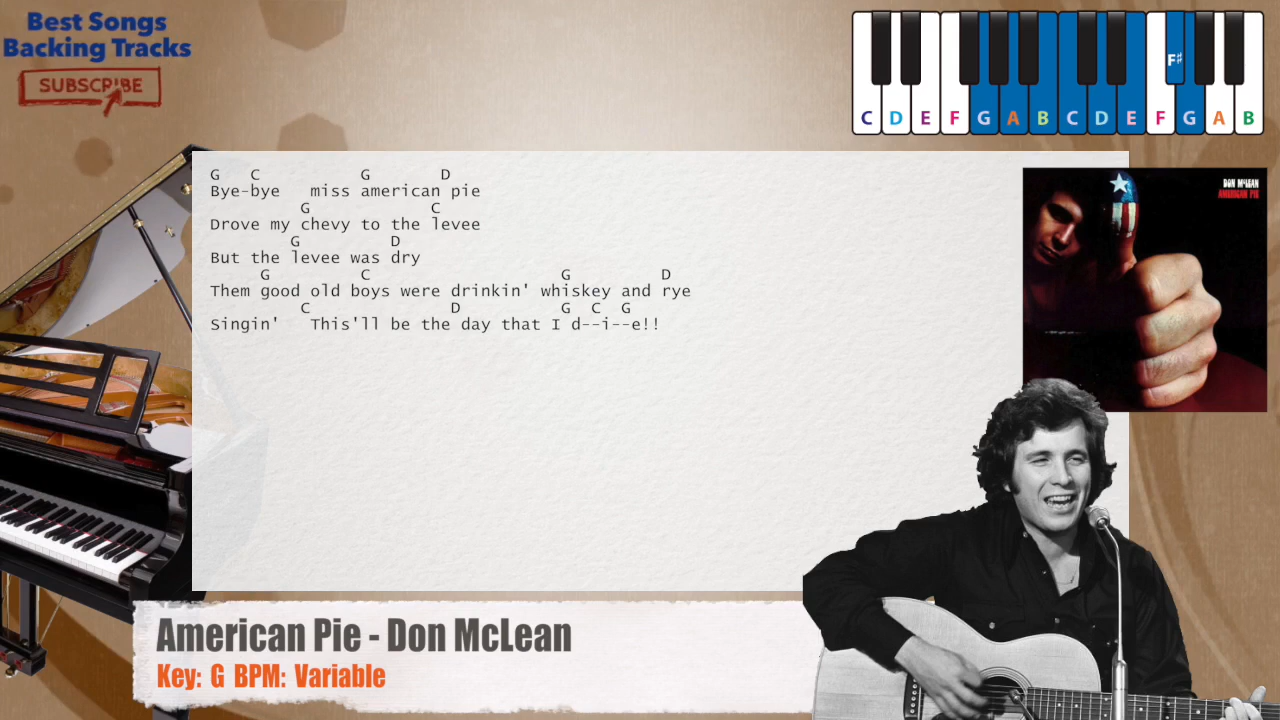 Best Songs
Backing Tracks
SUBSCRIBE
F#
C D E F G A B C D E F G A B
G C G D
Bye-bye miss american pie
G C
Drove my chevy to the levee
G D
But the levee was dry
G C G D
Them good old boys were drinkin' whiskey and rye
C D G C G
Singin' This'll be the day that I d--i--e!!
DON McLEAN
AMERICAN PIE
American Pie - Don McLean
Key: G BPM: Variable